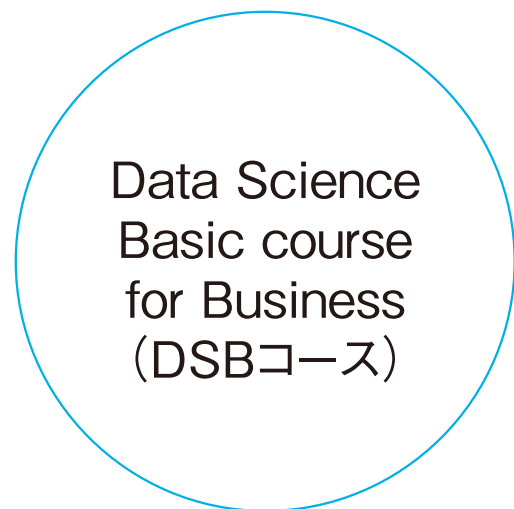 Data Science
Basic course
for Business
（DSBコース）